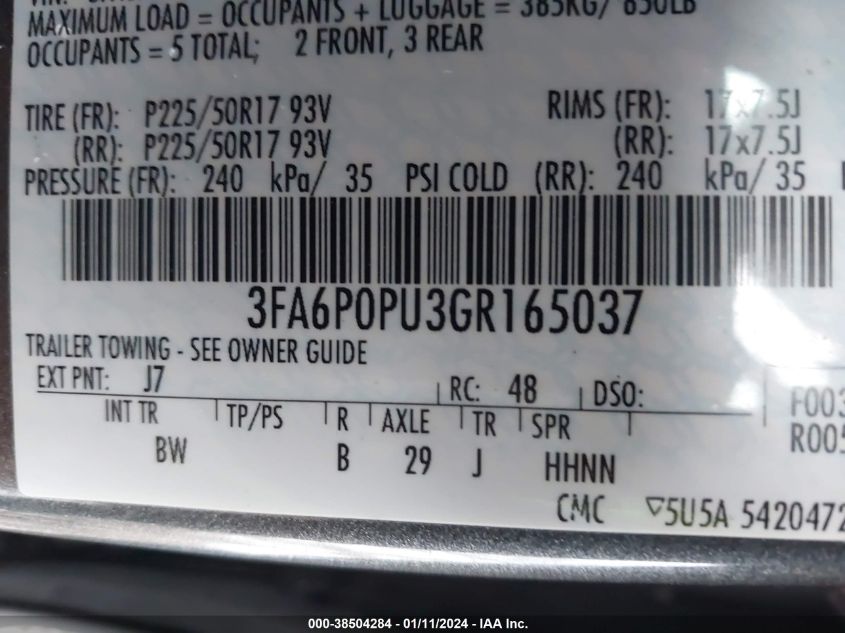 MAXIMUM LOAD = OCCUPANTS + LUGGAGE = 385KG/ 850LB
OCCUPANTS = 5 TOTAL; 2 FRONT, 3 REAR
TIRE (FR): P225/50R17 93V RIMS (FR): 17x7.5J
(RR): P225/50R17 93V (RR): 17x7.5J
PRESSURE (FR): 240 kPa/ 35 PSI COLD (RR): 240 kPa/ 35
3FA6P0PU3GR165037
TRAILER TOWING - SEE OWNER GUIDE
EXT PNT: J7 RC: 48 DSO: F003
INT TR TP/PS R AXLE TR SPR R005
BW B 29 J HHNN
CMC ▽5U5A 5420472
000-38504284 - 01/11/2024 - IAA Inc.